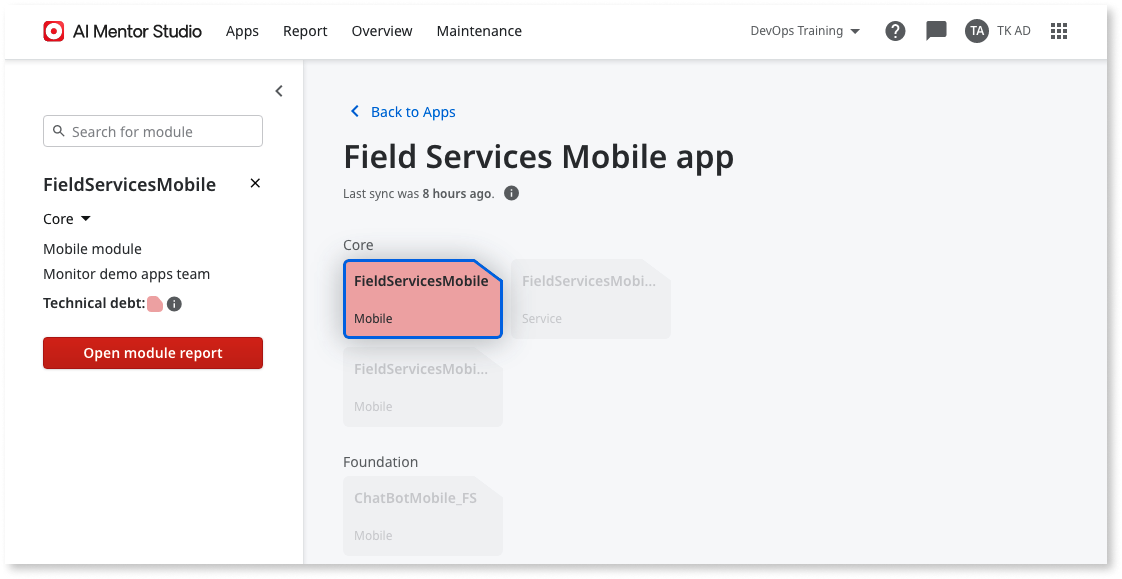 AI Mentor Studio Apps Report Overview Maintenance DevOps Training ? TA TK AD
Search for module
FieldServicesMobile ×
Core
Mobile module
Monitor demo apps team
Technical debt: i
Open module report
Back to Apps
Field Services Mobile app
Last sync was 8 hours ago. i
Core
FieldServicesMobile
Mobile
FieldServicesMobi...
Service
FieldServicesMobi...
Mobile
Foundation
ChatBotMobile_FS
Mobile